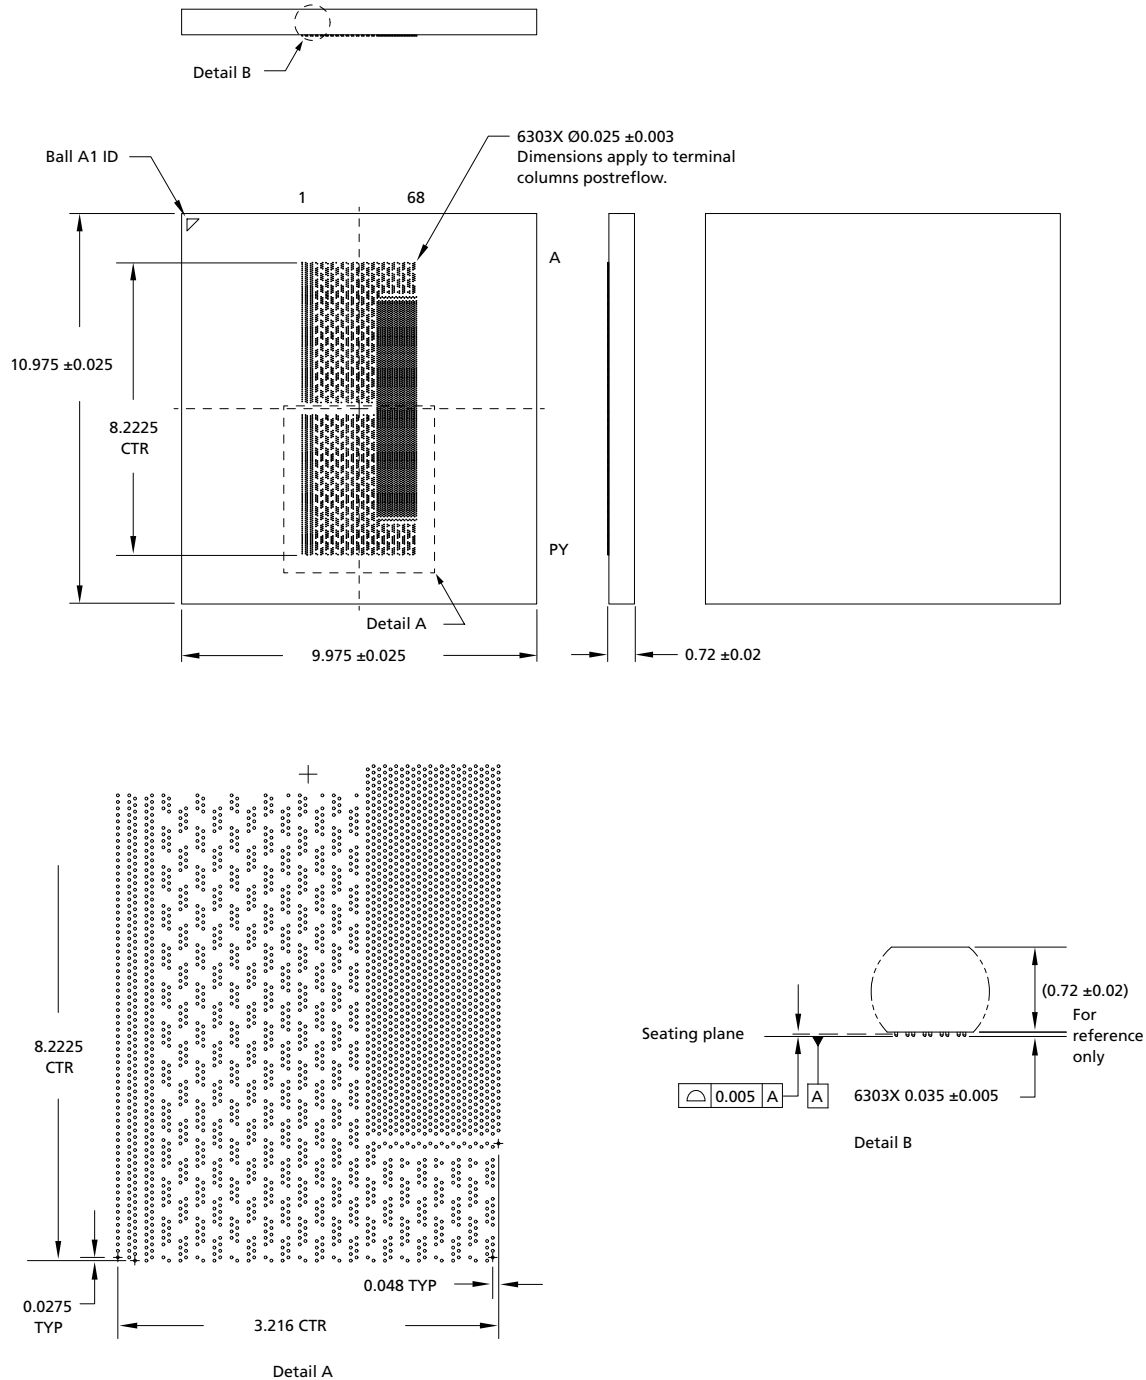 Detail B
6303X Ø0.025 ±0.003
Dimensions apply to terminal
columns postreflow.
Ball A1 ID
1
68
A
10.975 ±0.025
8.2225
CTR
PY
Detail A
9.975 ±0.025
0.72 ±0.02
8.2225
CTR
0.0275
TYP
0.048 TYP
3.216 CTR
Detail A
(0.72 ±0.02)
For
reference
only
Seating plane
0.005 A
A
6303X 0.035 ±0.005
Detail B